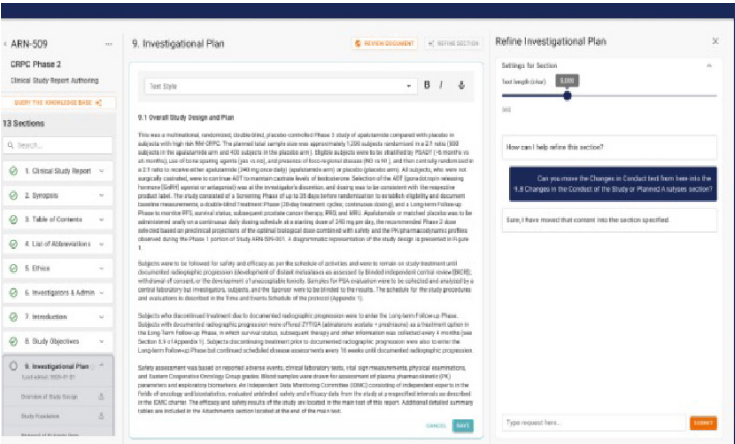 ARN-509
CRPC Phase 2
Clinical Study Report Authoring
QUERY THE KNOWLEDGE BASE
13 Sections:
Search...
1. Clinical Study Report
2. Synopsis
3. Table of Contents
4. List of Abbreviations
5. Ethics
6. Investigators & Admin
7. Introduction
8. Study Objectives
9. Investigational Plan
Overview of Study Design
Study Population
9. Investigational Plan
REVIEW DOCUMENT
REFINE SECTION
Text Style
B I
9.1 Overall Study Design and Plan
This was a multinational, randomized, double-blind, placebo-controlled Phase 3 study of apalutamide compared with placebo in
subjects with high risk NM-CRPC. The planned total sample size was approximately 1,200 subjects randomized in a 2:1 ratio (800
subjects in the apalutamide arm and 400 subjects in the placebo arm). Eligible subjects were to be stratified by PSADT (>6 months vs
≤6 months), use of bone-sparing agents (yes vs no), and presence of loco-regional disease (N0 vs N1), and then centrally randomized in
a 2:1 ratio to receive either apalutamide (240 mg once daily) (apalutamide arm) or placebo (placebo arm). All subjects, who were not
surgically castrated, were to continue ADT to maintain castrate levels of testosterone. Selection of the ADT (gonadotropin releasing
hormone [GnRH] agonist or antagonist) was at the investigator's discretion, and dosing was to be consistent with the respective
product label. The study consisted of a Screening Phase of up to 35 days before randomization to establish eligibility and document
baseline measurements; a double-blind Treatment Phase (28-day treatment cycles; continuous dosing); and a Long-term Follow-up
Phase to monitor PFS, survival status, subsequent prostate cancer therapy, and Apalutamide or matched placebo was to be
administered orally on a continuous daily dosing schedule at a starting dose of 240 mg per day, the recommended Phase 2 dose
selected based on preclinical projections of the optimal biological dose combined with safety and the PK/pharmacodynamic profiles
observed during the Phase 1 portion of Study ARN-509-001. A diagrammatic representation of the study design is presented in Figure
1.
Subjects were to be followed for safety and efficacy as per the schedule of activities and were to remain on study treatment until
documented radiographic progression (development of distant metastasis as assessed by blinded independent central review [BICR]);
withdrawal of consent; or the development of unacceptable toxicity. Samples for PSA evaluation were to be collected and analyzed by a
central laboratory but investigators, subjects, and the Sponsor were to be blinded to the results. The schedule for the study procedures
and evaluations is described in the Time and Events Schedule of the protocol (Appendix 1).
Subjects who discontinued treatment due to documented radiographic progression were to enter the Long-term Follow-up Phase.
Subjects with documented radiographic progression were offered ZYTIGA (abiraterone acetate + prednisone) as a treatment option in
the Long-Term Follow-up Phase, in which survival status, subsequent therapy and other information was collected every 4 months (see
Section of Appendix 1). Subjects discontinuing treatment prior to documented radiographic progression were also to enter the
Long-term Follow-up Phase but continued scheduled disease assessments every 16 weeks until documented radiographic progression.
Safety assessment was based on reported adverse events, clinical laboratory tests, vital sign measurements, physical examinations,
and Eastern Cooperative Oncology Group grades. Blood samples were drawn for assessment of plasma pharmacokinetic (PK)
parameters and exploratory biomarkers. An Independent Data Monitoring Committee (IDMC) consisting of independent experts in the
fields of oncology and biostatistics, evaluated unblinded safety and efficacy data from the study at prespecified intervals as described
in the IDMC charter. The efficacy and safety results of the study are located in the main text of this report. Additional detailed summary
tables are included in the Attachments section located at the end of the main text.
CANCEL
SAVE
Refine Investigational Plan
Settings for Section
Text length (char)
How can I help refine this section?
Can you move the Changes in Conduct text from here into the
9.8 Changes in the Conduct of the Study or Planned Analyses section?
Sure, I have moved that content into the section specified.
Type request here...
SUBMIT